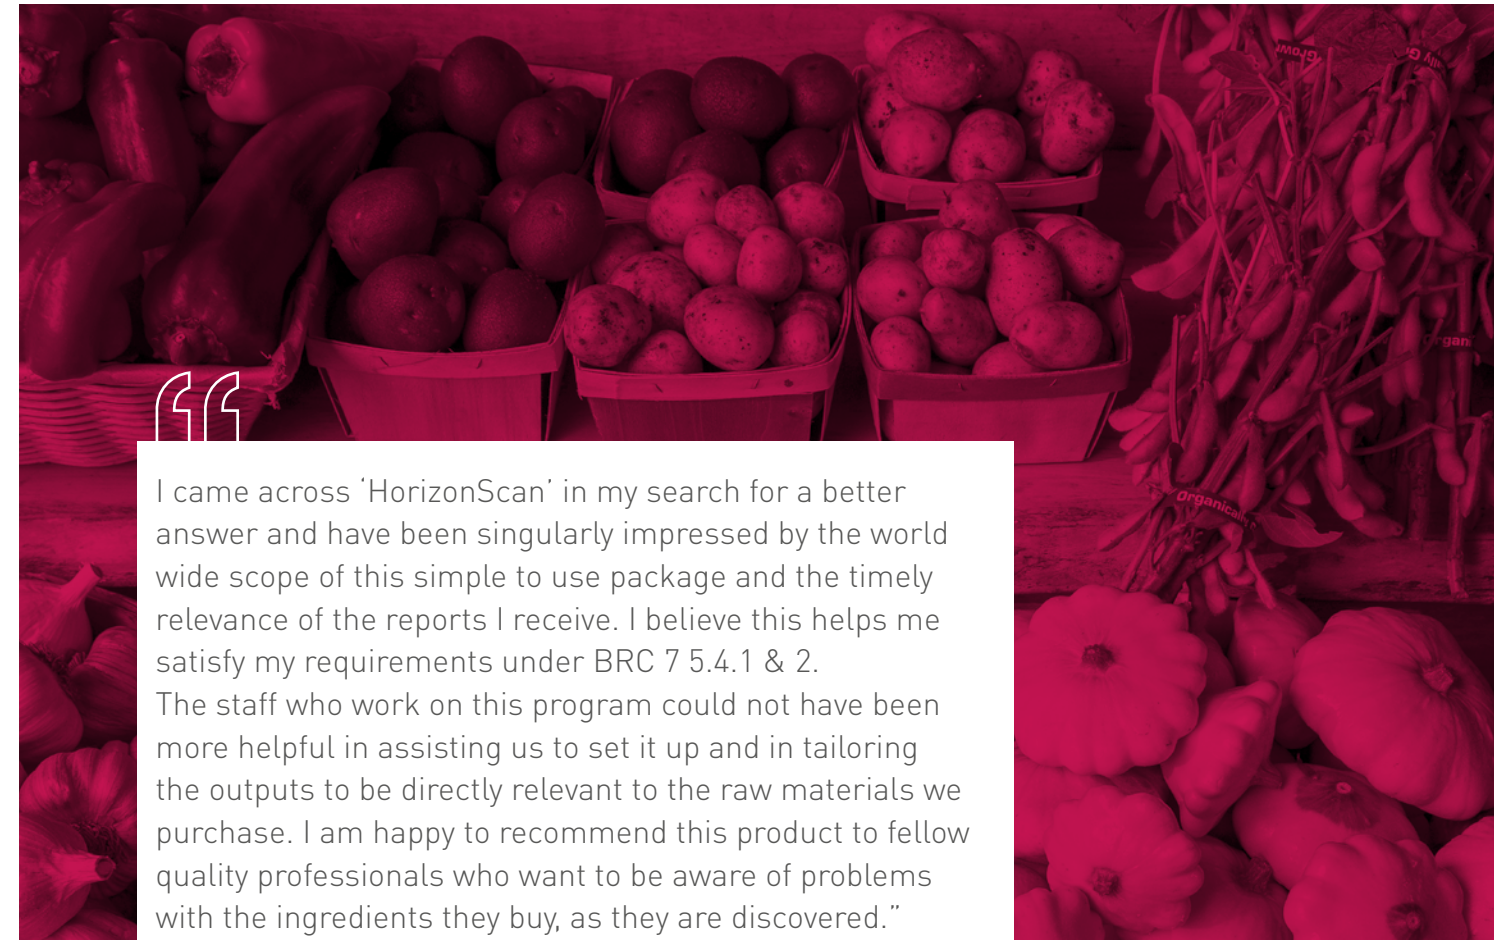 Grown
lly G
Organ
Organically
“
I came across ‘HorizonScan’ in my search for a better
answer and have been singularly impressed by the world
wide scope of this simple to use package and the timely
relevance of the reports I receive. I believe this helps me
satisfy my requirements under BRC 7 5.4.1 & 2.
The staff who work on this program could not have been
more helpful in assisting us to set it up and in tailoring
the outputs to be directly relevant to the raw materials we
purchase. I am happy to recommend this product to fellow
quality professionals who want to be aware of problems
with the ingredients they buy, as they are discovered.”